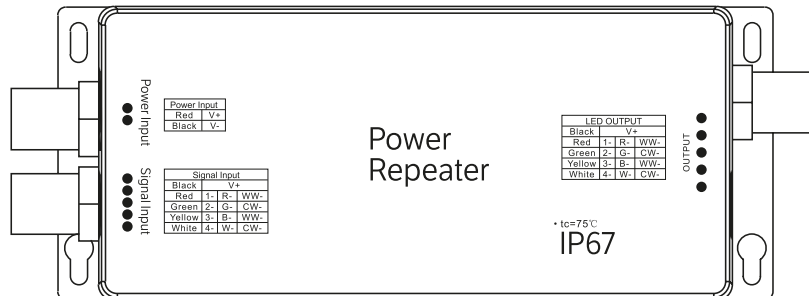 Power Input
Power Input
Red V+
Black V-
Signal Input
Signal Input
Black V+
Red 1- R- WW-
Green 2- G- CW-
Yellow 3- B- WW-
White 4- W- CW-
Power
Repeater
LED OUTPUT
Black V+
Red 1- R- WW-
Green 2- G- CW-
Yellow 3- B- WW-
White 4- W- CW-
OUTPUT
• tc=75℃
IP67